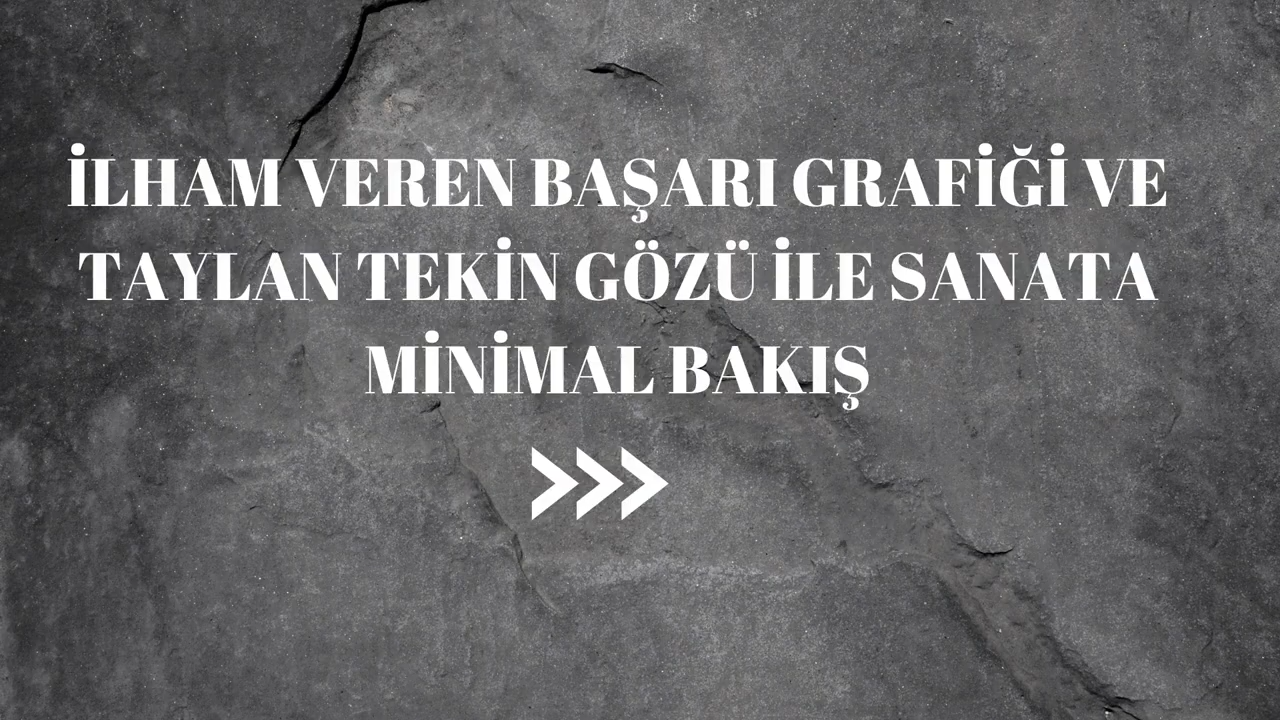 İLHAM VEREN BAŞARI GRAFİĞİ VE
TAYLAN TEKİN GÖZÜ İLE SANATA
MİNİMAL BAKIŞ